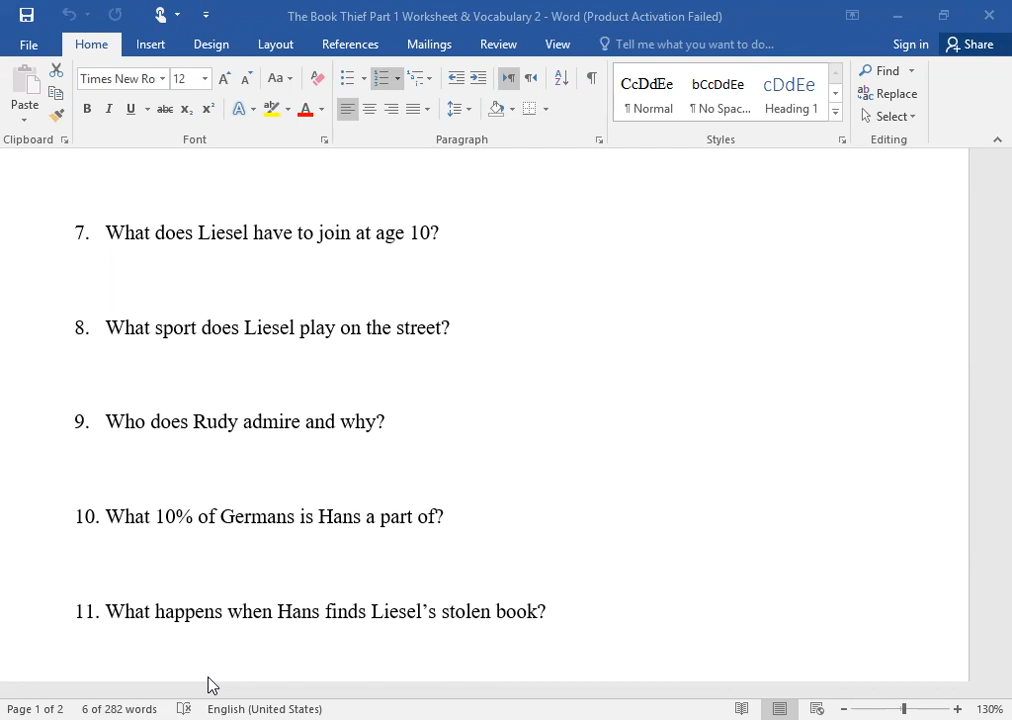 The Book Thief Part 1 Worksheet & Vocabulary 2 - Word (Product Activation Failed)
File Home Insert Design Layout References Mailings Review View Tell me what you want to do... Sign in Share
Paste
Times New Ro 12 Aa
B I U abc x₂ x² A ab A
CcDdEe bCcDdEe cDdEe
¶ Normal ¶ No Spac... Heading 1
Find
Replace
Select
Clipboard Font Paragraph Styles Editing
7. What does Liesel have to join at age 10?
8. What sport does Liesel play on the street?
9. Who does Rudy admire and why?
10. What 10% of Germans is Hans a part of?
11. What happens when Hans finds Liesel’s stolen book?
Page 1 of 2 6 of 282 words English (United States) 130%